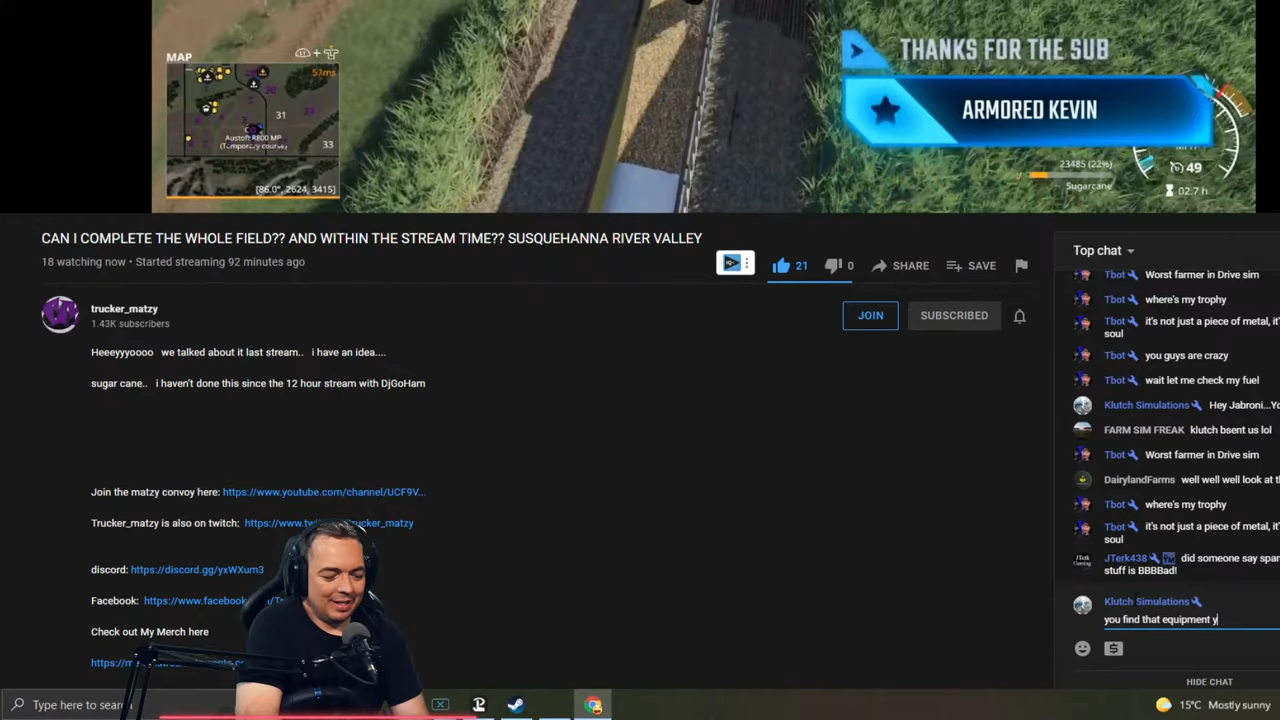 MAP
57ms
31
33
Austoft R800 MP
(Temporary course)
[86.0°, 2624, 3415]
THANKS FOR THE SUB
ARMORED KEVIN
49
23485 (22%)
Sugarcane
02.7 h
CAN I COMPLETE THE WHOLE FIELD?? AND WITHIN THE STREAM TIME?? SUSQUEHANNA RIVER VALLEY
18 watching now • Started streaming 92 minutes ago
21
0
SHARE
SAVE
trucker_matzy
1.43K subscribers
JOIN
SUBSCRIBED
Heeeyyyoooo we talked about it last stream.. i have an idea....
sugar cane.. i haven't done this since the 12 hour stream with DjGoHam
Join the matzy convoy here: https://www.youtube.com/channel/UCF9V...
Trucker_matzy is also on twitch: https://www.tw rucker_matzy
discord: https://discord.gg/yxWXum3
Facebook: https://www.facebook
Check out My Merch here
https://me
Top chat
Tbot Worst farmer in Drive sim
Tbot where's my trophy
Tbot it's not just a piece of metal, it'
soul
Tbot you guys are crazy
Tbot wait let me check my fuel
Klutch Simulations Hey Jabroni...Yo
FARM SIM FREAK klutch bsent us lol
Tbot Worst farmer in Drive sim
DairylandFarms well well well look at th
Tbot where's my trophy
Tbot it's not just a piece of metal, it'
soul
JTerk438 did someone say span
stuff is BBBBad!
Klutch Simulations
you find that equipment y
HIDE CHAT
Type here to searc
15°C Mostly sunny